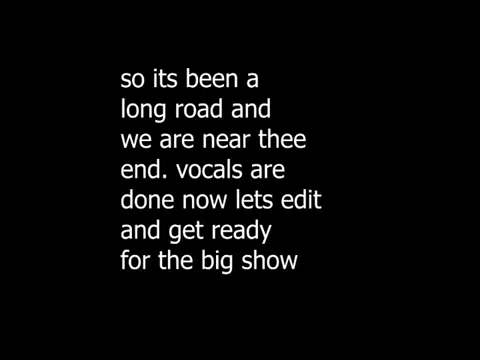 so its been a
long road and
we are near thee
end. vocals are
done now lets edit
and get ready
for the big show